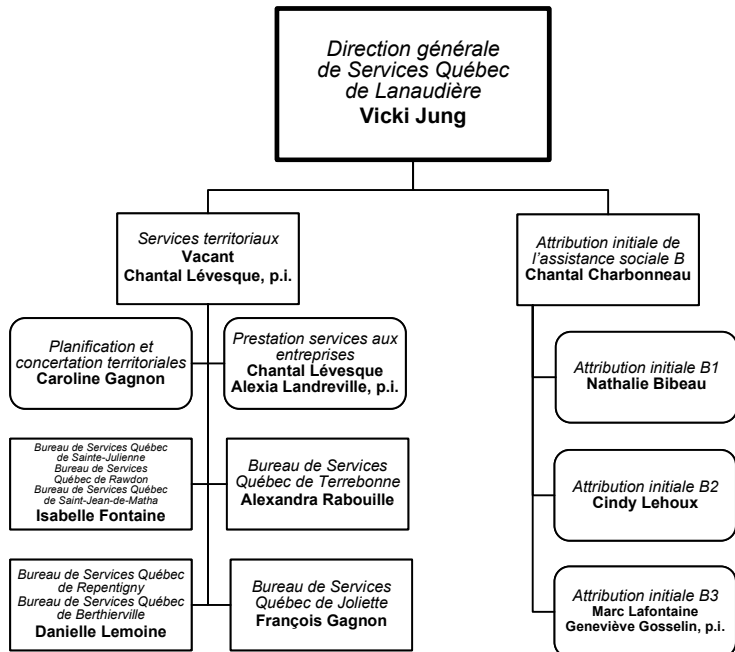 Direction générale
de Services Québec
de Lanaudière
Vicki Jung
Services territoriaux
Vacant
Chantal Lévesque, p.i.
Attribution initiale de
l’assistance sociale B
Chantal Charbonneau
Planification et
concertation territoriales
Caroline Gagnon
Prestation services aux
entreprises
Chantal Lévesque
Alexia Landreville, p.i.
Attribution initiale B1
Nathalie Bibeau
Bureau de Services Québec
de Sainte-Julienne
Bureau de Services
Québec de Rawdon
Bureau de Services Québec
de Saint-Jean-de-Matha
Isabelle Fontaine
Bureau de Services
Québec de Terrebonne
Alexandra Rabouille
Attribution initiale B2
Cindy Lehoux
Bureau de Services Québec
de Repentigny
Bureau de Services Québec
de Berthierville
Danielle Lemoine
Bureau de Services
Québec de Joliette
François Gagnon
Attribution initiale B3
Marc Lafontaine
Geneviève Gosselin, p.i.